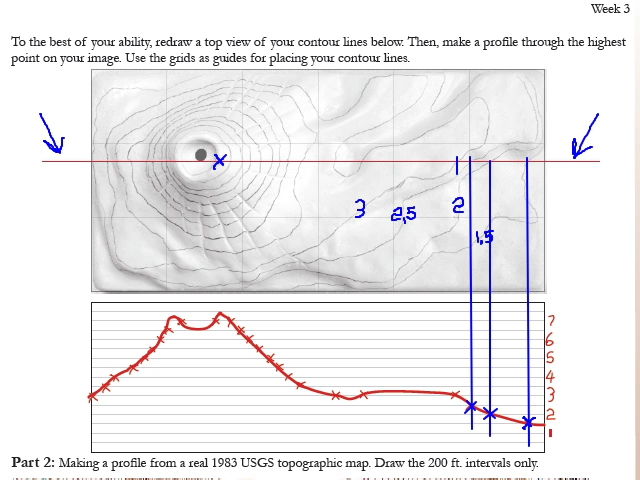 Week 3
To the best of your ability, redraw a top view of your contour lines below. Then, make a profile through the highest
point on your image. Use the grids as guides for placing your contour lines.
x
3 2,5 2
1,5
7
6
5
4
3
2
1
Part 2: Making a profile from a real 1983 USGS topographic map. Draw the 200 ft. intervals only.